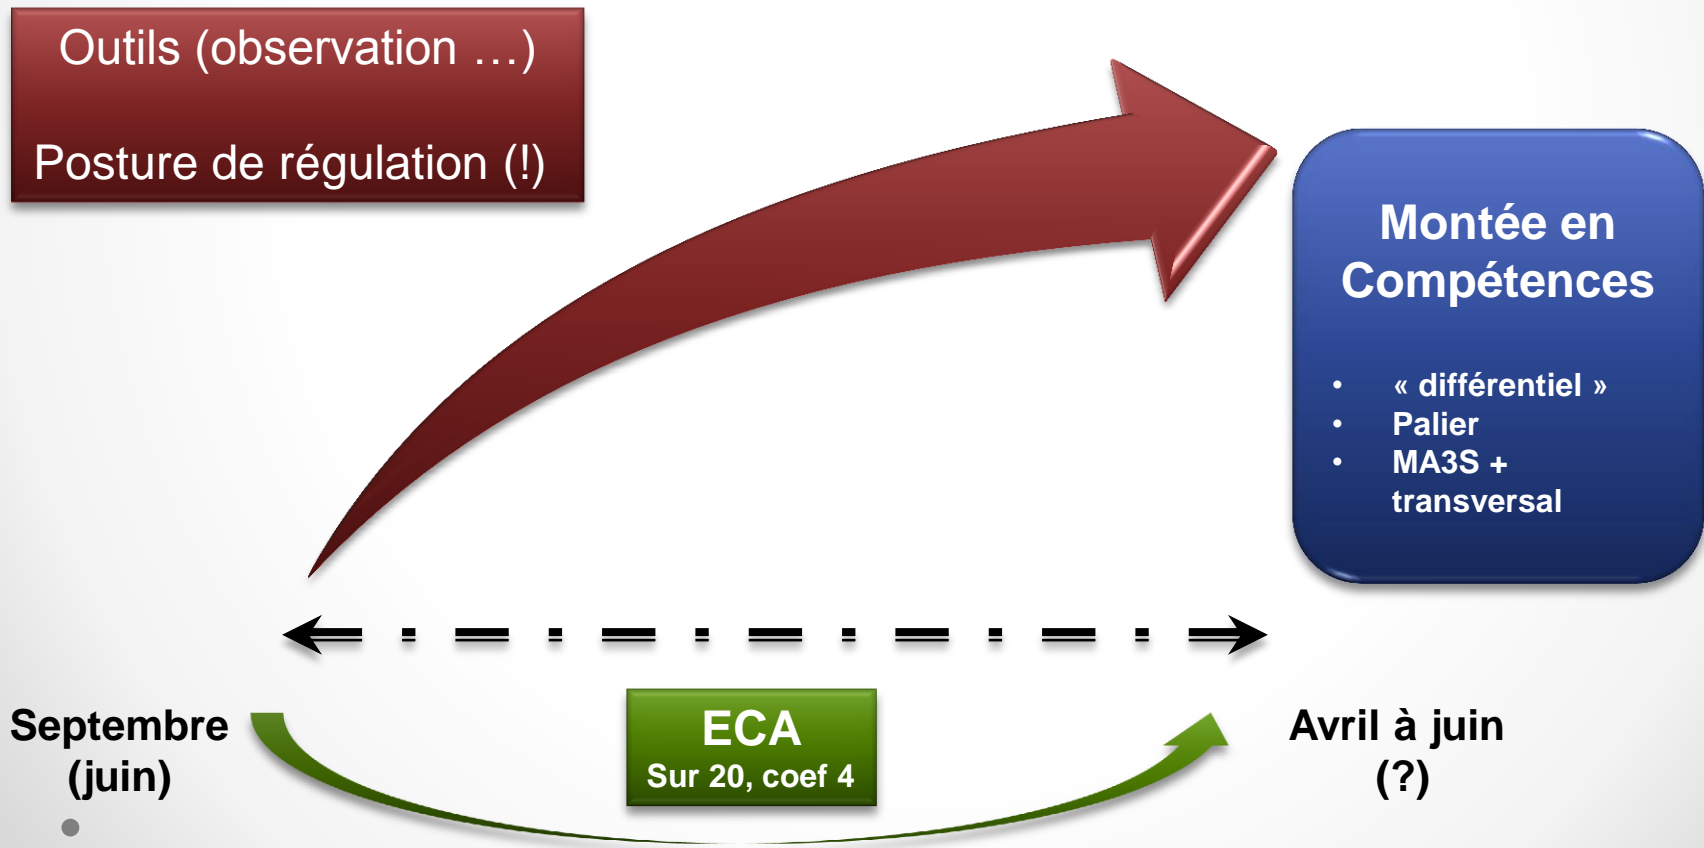 Outils (observation …)
Posture de régulation (!)
Montée en
Compétences
• « différentiel »
• Palier
• MA3S +
transversal
Septembre
(juin)
ECA
Sur 20, coef 4
Avril à juin
(?)